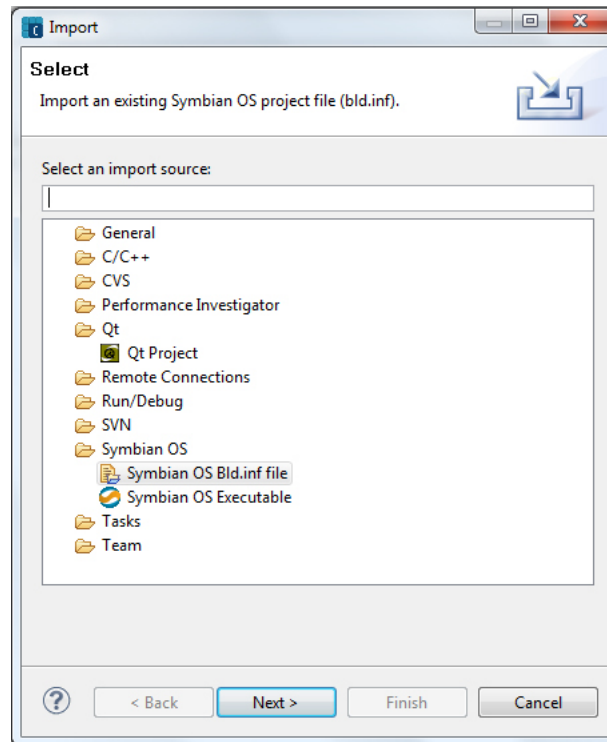 Import
Select
Import an existing Symbian OS project file (bld.inf).
Select an import source:
General
C/C++
CVS
Performance Investigator
Qt
Qt Project
Remote Connections
Run/Debug
SVN
Symbian OS
Symbian OS Bld.inf file
Symbian OS Executable
Tasks
Team
< Back Next > Finish Cancel